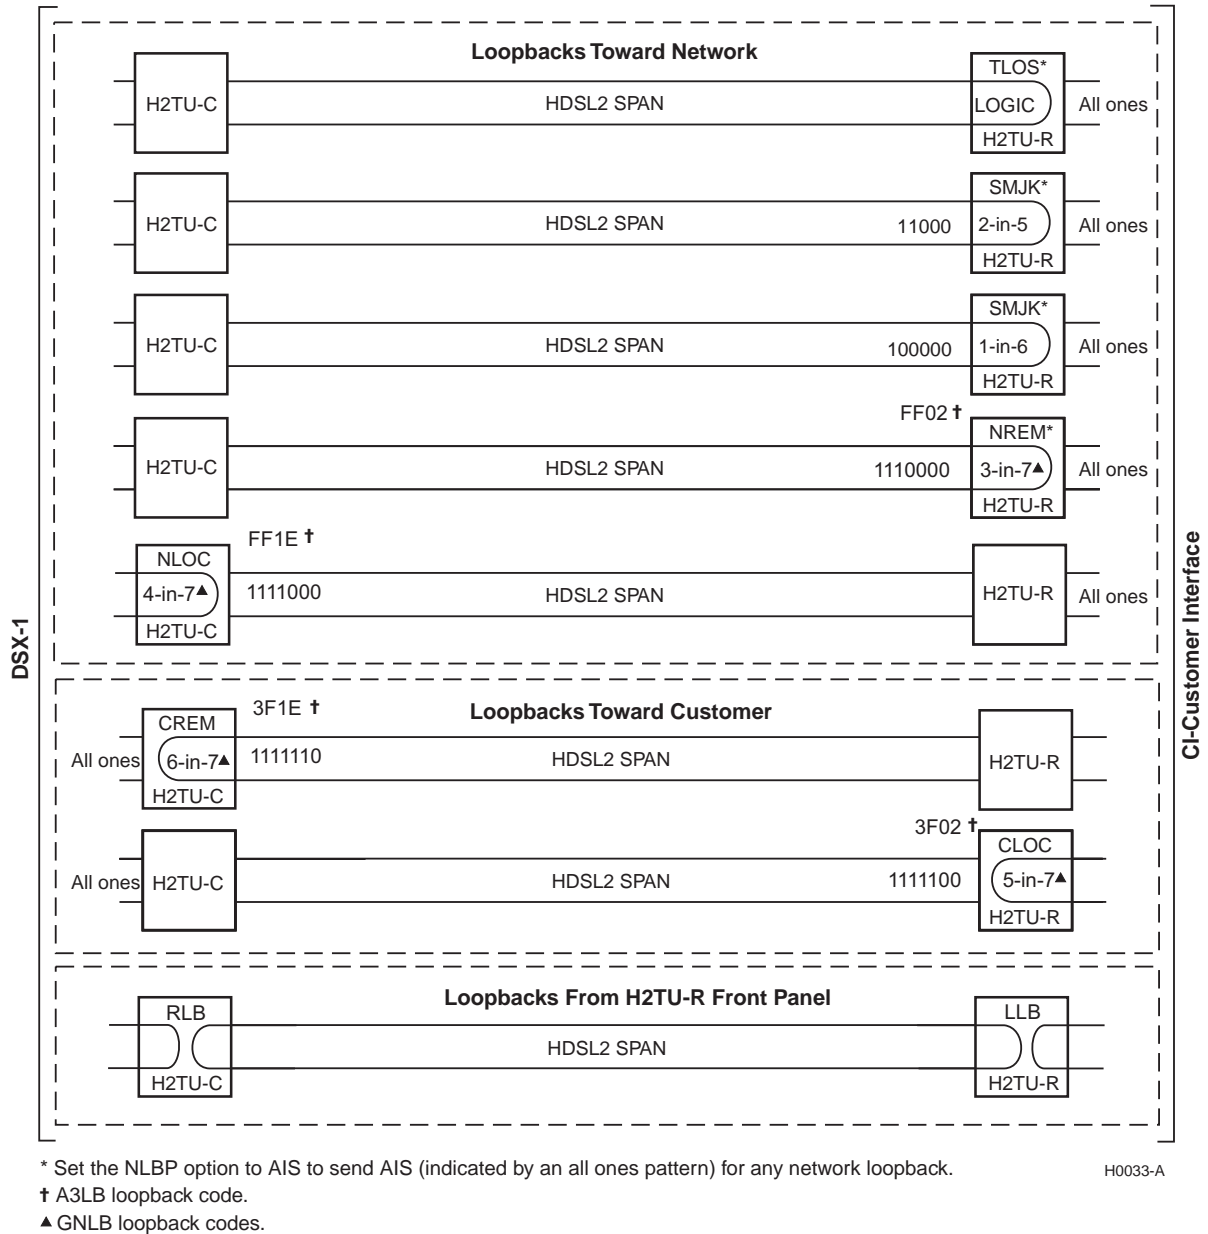 Loopbacks Toward Network
TLOS*
H2TU-C
HDSL2 SPAN
LOGIC
All ones
H2TU-R
SMJK*
H2TU-C
HDSL2 SPAN
11000
2-in-5
All ones
H2TU-R
SMJK*
H2TU-C
HDSL2 SPAN
100000
1-in-6
All ones
H2TU-R
FF02 †
NREM*
H2TU-C
HDSL2 SPAN
1110000
3-in-7▲
All ones
H2TU-R
FF1E †
NLOC
4-in-7▲
1111000
HDSL2 SPAN
H2TU-R
All ones
H2TU-C
DSX-1
CI-Customer Interface
3F1E †
Loopbacks Toward Customer
CREM
All ones
6-in-7▲
1111110
HDSL2 SPAN
H2TU-R
H2TU-C
3F02 †
CLOC
All ones
H2TU-C
HDSL2 SPAN
1111100
5-in-7▲
H2TU-R
Loopbacks From H2TU-R Front Panel
RLB
LLB
HDSL2 SPAN
H2TU-C
H2TU-R
* Set the NLBP option to AIS to send AIS (indicated by an all ones pattern) for any network loopback.
H0033-A
† A3LB loopback code.
▲ GNLB loopback codes.